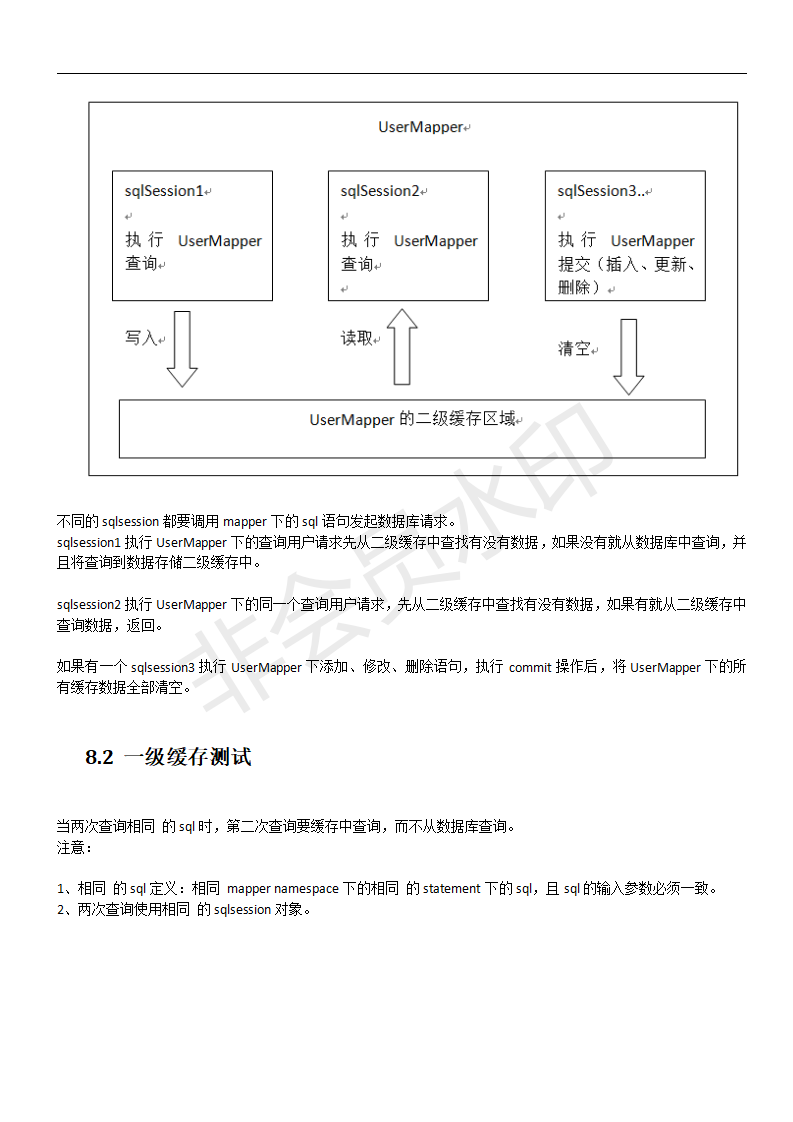 UserMapper
sqlSession1
执行 UserMapper
查询
sqlSession2
执行 UserMapper
查询
sqlSession3..
执行 UserMapper
提交（插入、更新、
删除）
写入
读取
清空
UserMapper 的二级缓存区域
不同的 sqlsession 都要调用 mapper 下的 sql 语句发起数据库请求。
sqlsession1 执行 UserMapper 下的查询用户请求先从二级缓存中查找有没有数据，如果没有就从数据库中查询，并
且将查询到数据存储二级缓存中。
sqlsession2 执行 UserMapper 下的同一个查询用户请求，先从二级缓存中查找有没有数据，如果有就从二级缓存中
查询数据，返回。
如果有一个 sqlsession3 执行 UserMapper 下添加、修改、删除语句，执行 commit 操作后，将 UserMapper 下的所
有缓存数据全部清空。
8.2 一级缓存测试
当两次查询相同 的 sql 时，第二次查询要缓存中查询，而不从数据库查询。
注意：
1、相同 的 sql 定义：相同 mapper namespace 下的相同 的 statement 下的 sql，且 sql 的输入参数必须一致。
2、两次查询使用相同 的 sqlsession 对象。
非会员水印